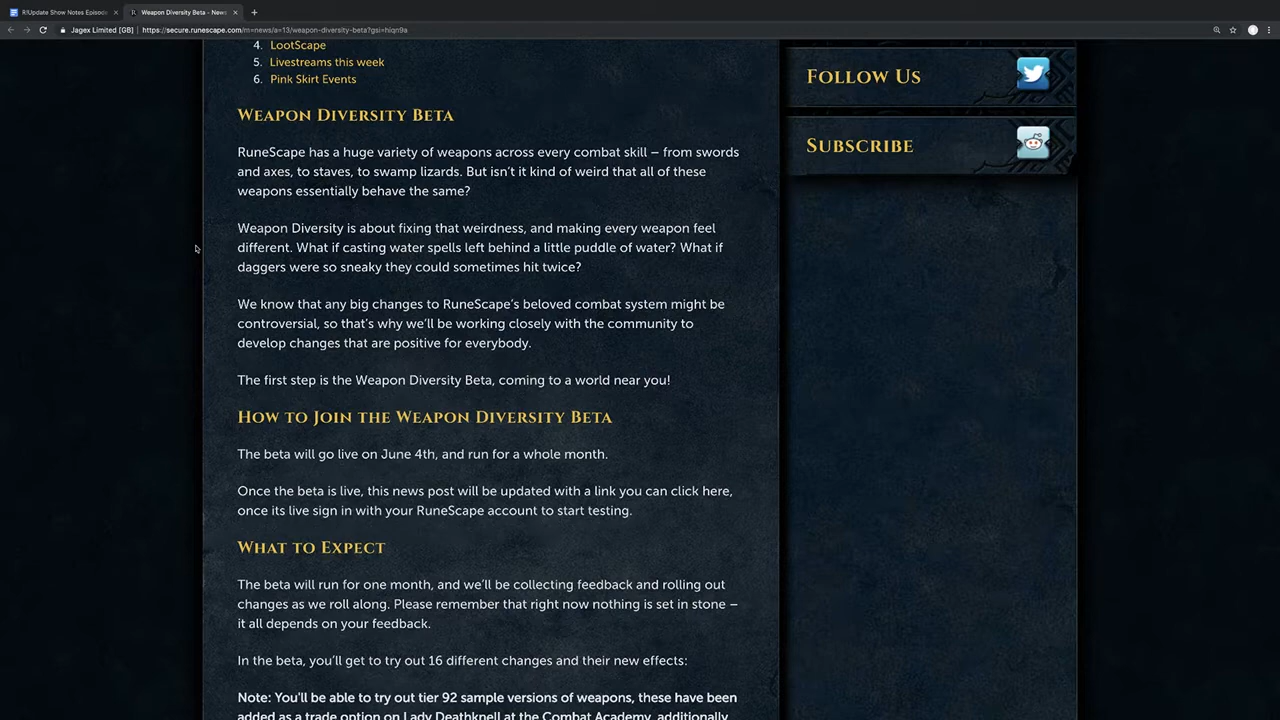 R!Update Show Notes Episode
Weapon Diversity Beta - News
Jagex Limited [GB] | https://secure.runescape.com/m=news/a=13/weapon-diversity-beta?gsi=hiqn9a
4. LootScape
5. Livestreams this week
6. Pink Skirt Events
Follow Us
Subscribe
Weapon Diversity Beta
RuneScape has a huge variety of weapons across every combat skill – from swords
and axes, to staves, to swamp lizards. But isn't it kind of weird that all of these
weapons essentially behave the same?
Weapon Diversity is about fixing that weirdness, and making every weapon feel
different. What if casting water spells left behind a little puddle of water? What if
daggers were so sneaky they could sometimes hit twice?
We know that any big changes to RuneScape's beloved combat system might be
controversial, so that's why we'll be working closely with the community to
develop changes that are positive for everybody.
The first step is the Weapon Diversity Beta, coming to a world near you!
How to Join the Weapon Diversity Beta
The beta will go live on June 4th, and run for a whole month.
Once the beta is live, this news post will be updated with a link you can click here,
once its live sign in with your RuneScape account to start testing.
What to Expect
The beta will run for one month, and we'll be collecting feedback and rolling out
changes as we roll along. Please remember that right now nothing is set in stone –
it all depends on your feedback.
In the beta, you'll get to try out 16 different changes and their new effects:
Note: You'll be able to try out tier 92 sample versions of weapons, these have been
added as a trade option on Lady Deathknell at the Combat Academy, additionally